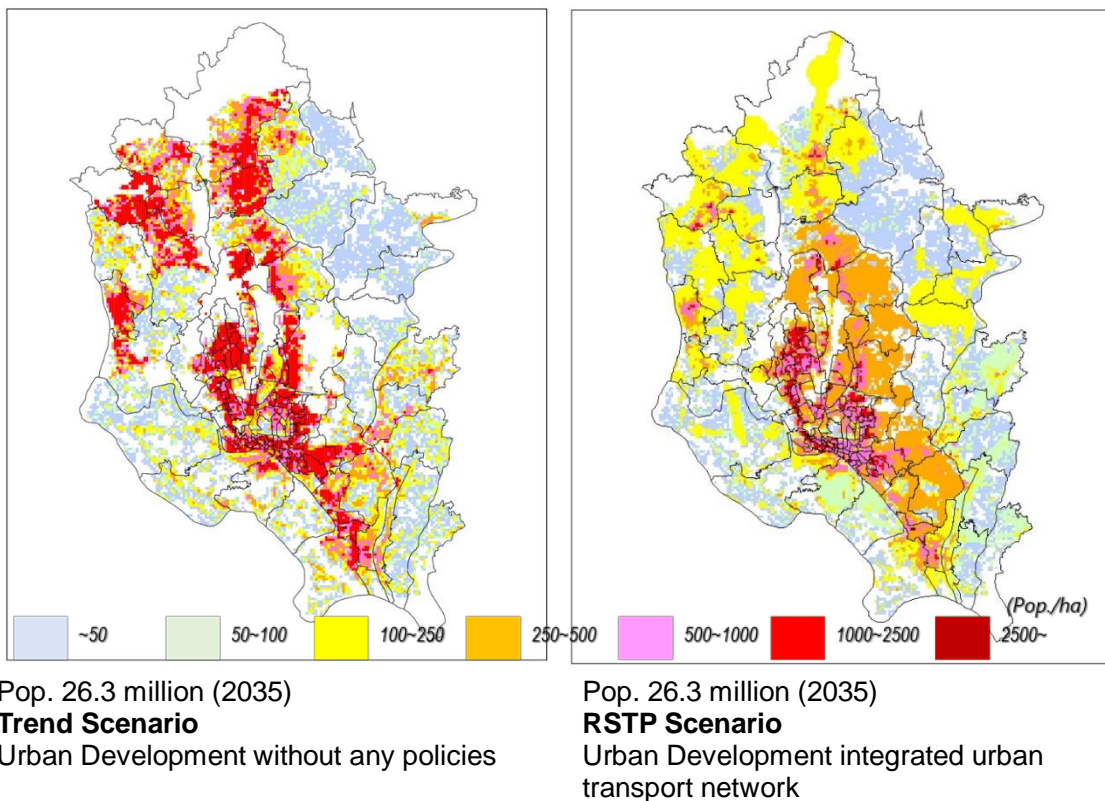 (Pop./ha)
~50 50~100 100~250 250~500 500~1000 1000~2500 2500~
Pop. 26.3 million (2035)
Trend Scenario
Urban Development without any policies
Pop. 26.3 million (2035)
RSTP Scenario
Urban Development integrated urban
transport network